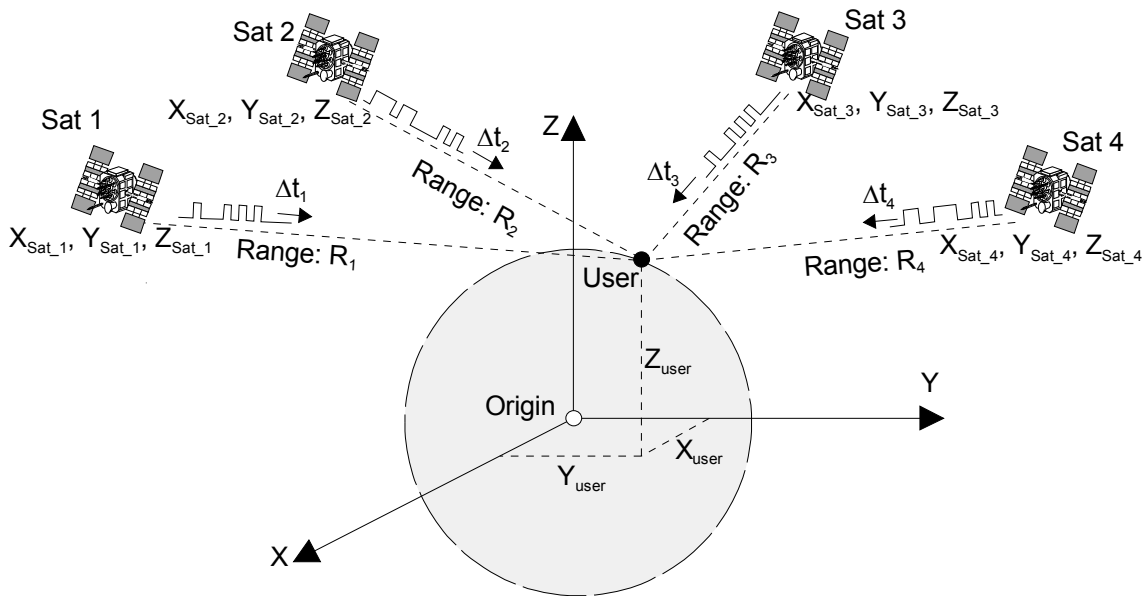 Sat 2
Sat 3
X_Sat_2, Y_Sat_2, Z_Sat_2
X_Sat_3, Y_Sat_3, Z_Sat_3
Sat 1
Z
Δt_2
Sat 4
Δt_3
Range: R_2
Range: R_3
Δt_1
Δt_4
X_Sat_1, Y_Sat_1, Z_Sat_1
Range: R_1
X_Sat_4, Y_Sat_4, Z_Sat_4
Range: R_4
User
Z_user
Y
Origin
X_user
Y_user
X